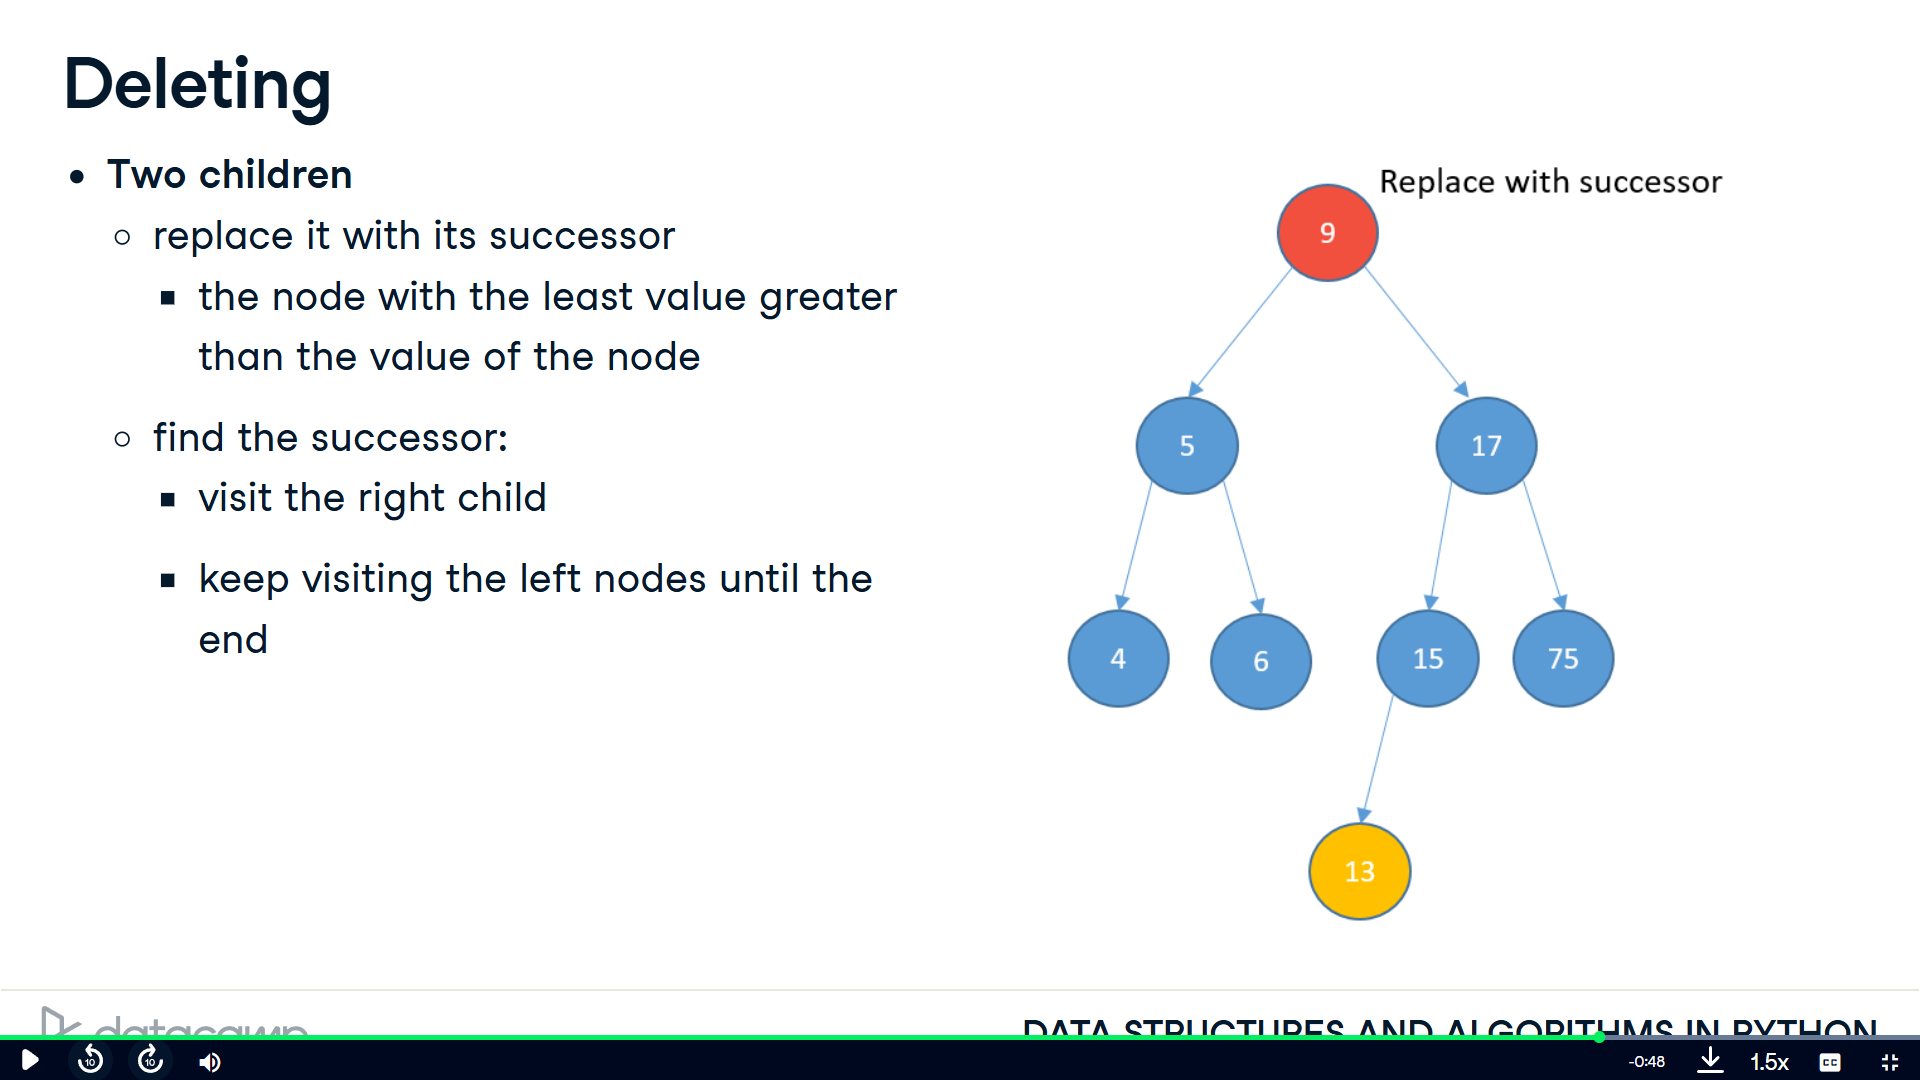 Deleting
Two children
replace it with its successor
the node with the least value greater
than the value of the node
find the successor:
visit the right child
keep visiting the left nodes until the
end
Replace with successor
9
5
17
4
6
15
75
13
datacamp
DATA STRUCTURES AND ALGORITHMS IN PYTHON
10
10
-0:48
1.5x
CC